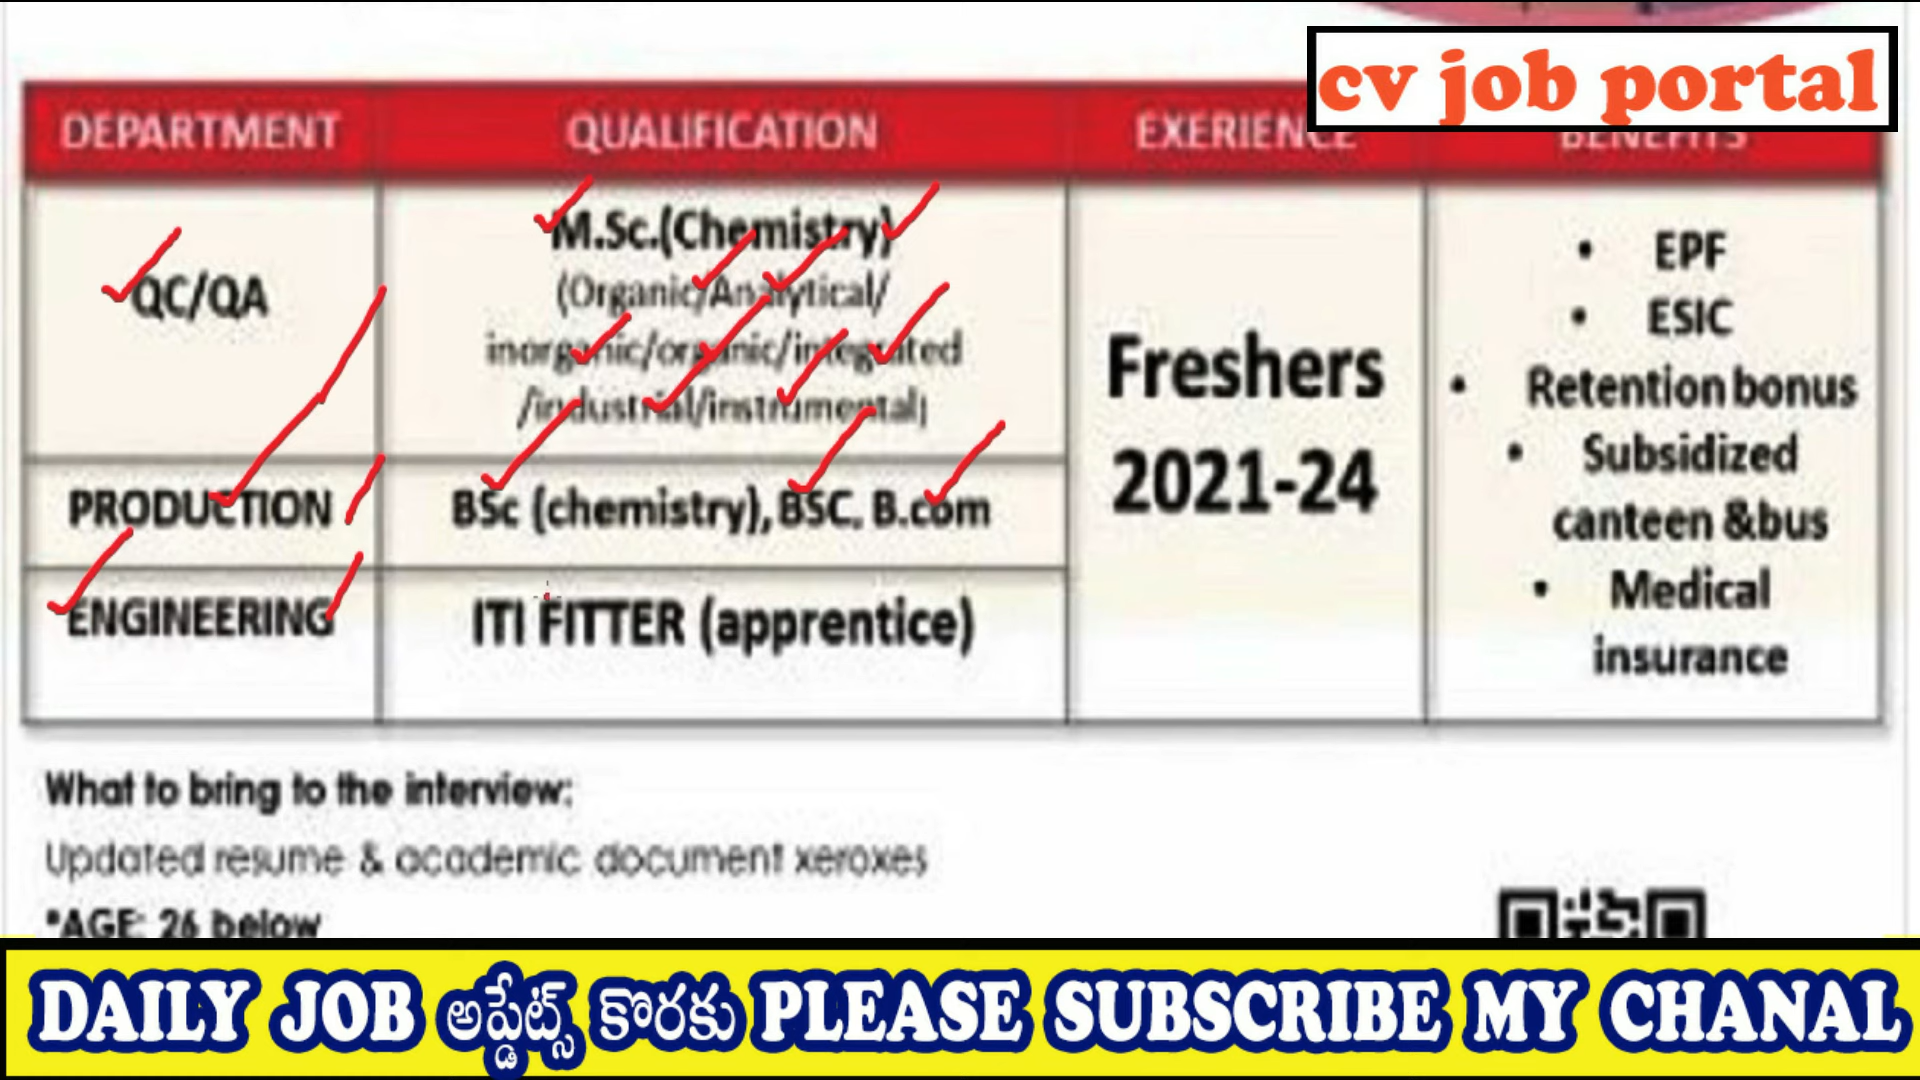 cv job portal
DEPARTMENT QUALIFICATION EXERIENCE BENEFITS
QC/QA
M.Sc.(Chemistry)
(Organic/Analytical/
inorganic/organic/integrated
/industrial/instrumental)
PRODUCTION
BSc (chemistry), BSC, B.com
ENGINEERING
ITI FITTER (apprentice)
Freshers
2021-24
• EPF
• ESIC
• Retention bonus
• Subsidized
canteen &bus
• Medical
insurance
What to bring to the interview:
Updated resume & academic document xeroxes
*AGE: 26 below
DAILY JOB అప్డేట్స్ కొరకు PLEASE SUBSCRIBE MY CHANAL